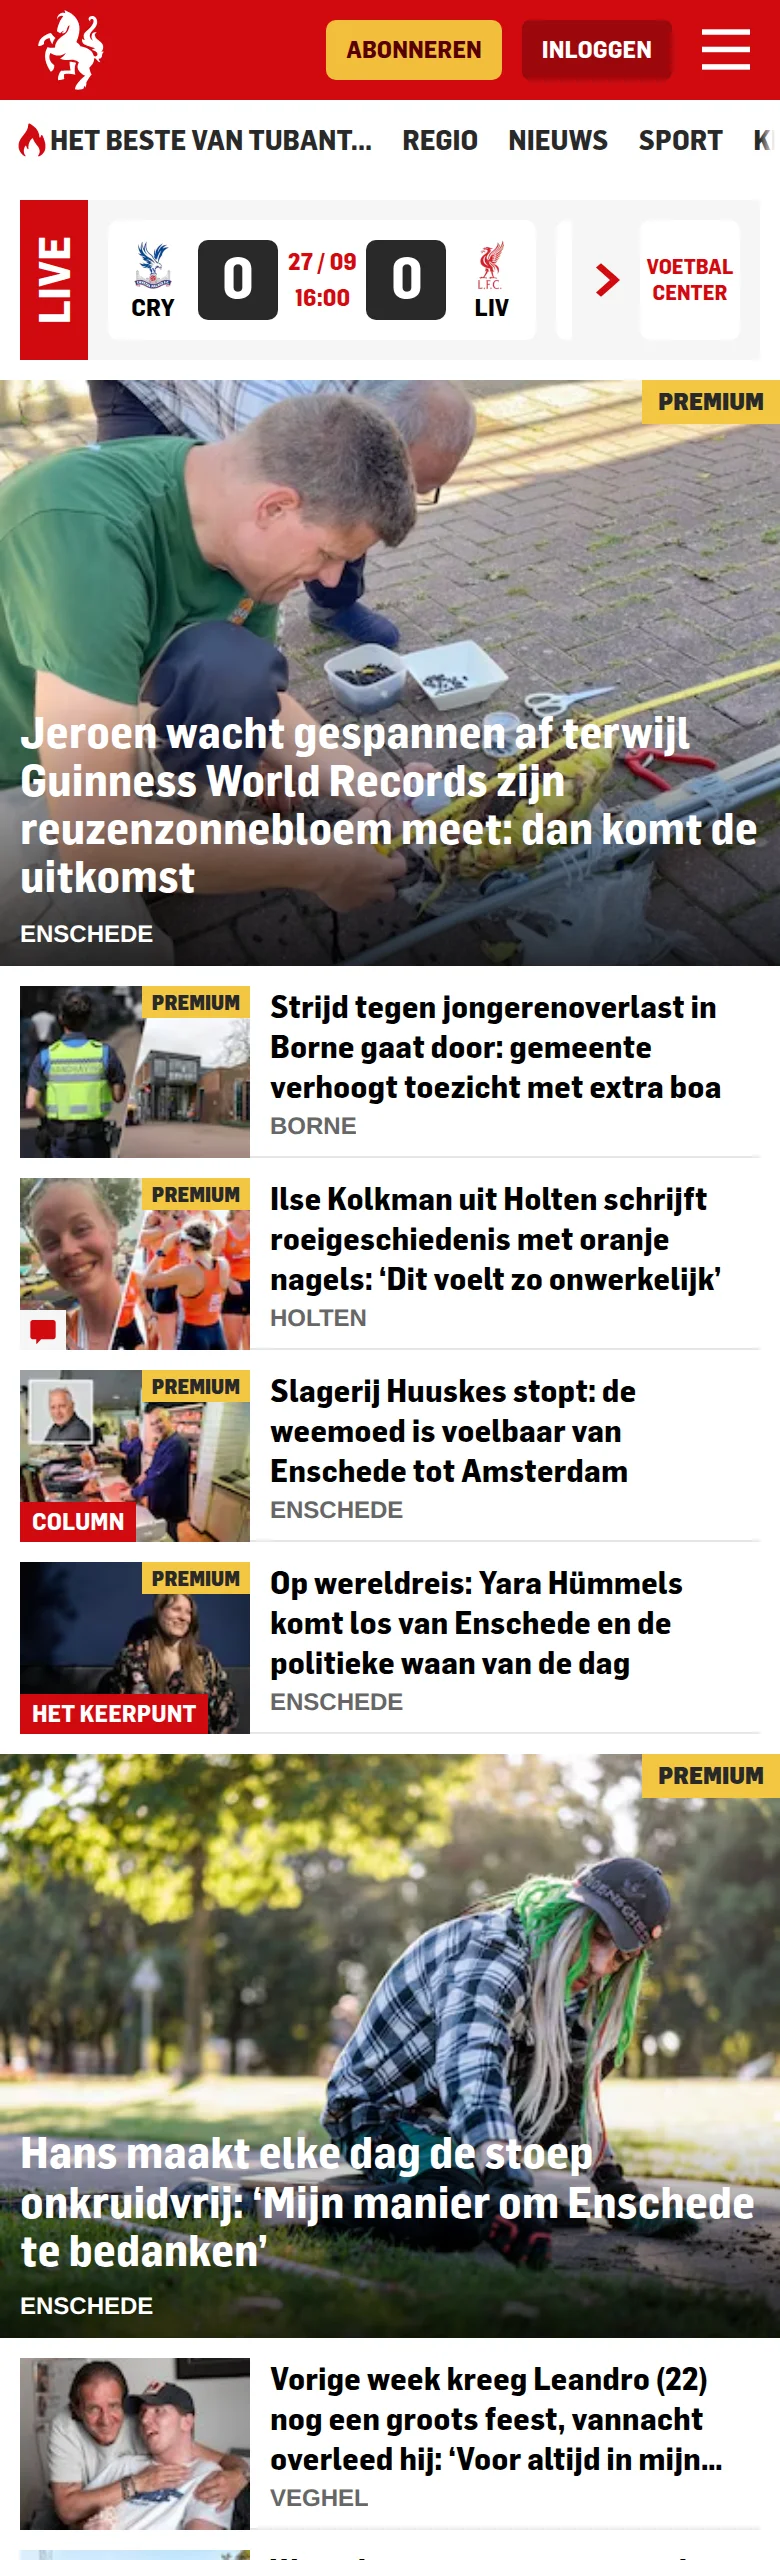 ABONNEREN
INLOGGEN
HET BESTE VAN TUBANT...
REGIO
NIEUWS
SPORT
LIVE
CRY
0
27 / 09
16:00
0
L.F.C.
LIV
VOETBAL
CENTER
PREMIUM
Jeroen wacht gespannen af terwijl
Guinness World Records zijn
reuzenzonnebloem meet: dan komt de
uitkomst
ENSCHEDE
PREMIUM
Strijd tegen jongerenoverlast in
Borne gaat door: gemeente
verhoogt toezicht met extra boa
BORNE
PREMIUM
Ilse Kolkman uit Holten schrijft
roeigeschiedenis met oranje
nagels: ‘Dit voelt zo onwerkelijk’
HOLTEN
PREMIUM
COLUMN
Slagerij Huuskes stopt: de
weemoed is voelbaar van
Enschede tot Amsterdam
ENSCHEDE
PREMIUM
HET KEERPUNT
Op wereldreis: Yara Hümmels
komt los van Enschede en de
politieke waan van de dag
ENSCHEDE
PREMIUM
Hans maakt elke dag de stoep
onkruidvrij: ‘Mijn manier om Enschede
te bedanken’
ENSCHEDE
Vorige week kreeg Leandro (22)
nog een groots feest, vannacht
overleed hij: ‘Voor altijd in mijn...
VEGHEL